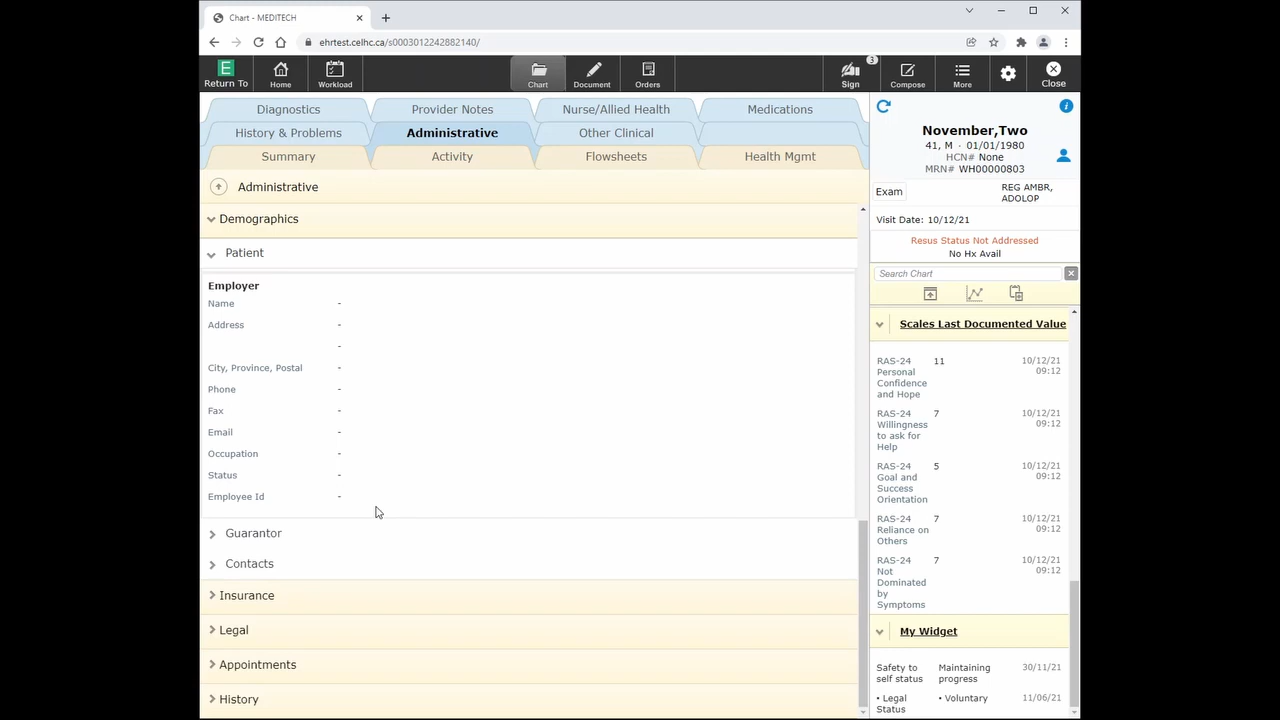 Chart - MEDITECH
ehrtest.celhc.ca/s0003012242882140/
E
Return To
Home
Workload
Chart
Document
Orders
3
Sign
Compose
More
Close
Diagnostics
Provider Notes
Nurse/Allied Health
Medications
History & Problems
Administrative
Other Clinical
Summary
Activity
Flowsheets
Health Mgmt
Administrative
Demographics
Patient
Employer
Name -
Address -
-
City, Province, Postal -
Phone -
Fax -
Email -
Occupation -
Status -
Employee Id -
Guarantor
Contacts
Insurance
Legal
Appointments
History
November,Two
41, M · 01/01/1980
HCN# None
MRN# WH00000803
Exam
REG AMBR,
ADOLOP
Visit Date: 10/12/21
Resus Status Not Addressed
No Hx Avail
Search Chart
Scales Last Documented Value
RAS-24 11 10/12/21
Personal 09:12
Confidence
and Hope
RAS-24 7 10/12/21
Willingness 09:12
to ask for
Help
RAS-24 5 10/12/21
Goal and 09:12
Success
Orientation
RAS-24 7 10/12/21
Reliance on 09:12
Others
RAS-24 7 10/12/21
Not 09:12
Dominated
by
Symptoms
My Widget
Safety to Maintaining 30/11/21
self status progress
• Legal • Voluntary 11/06/21
Status